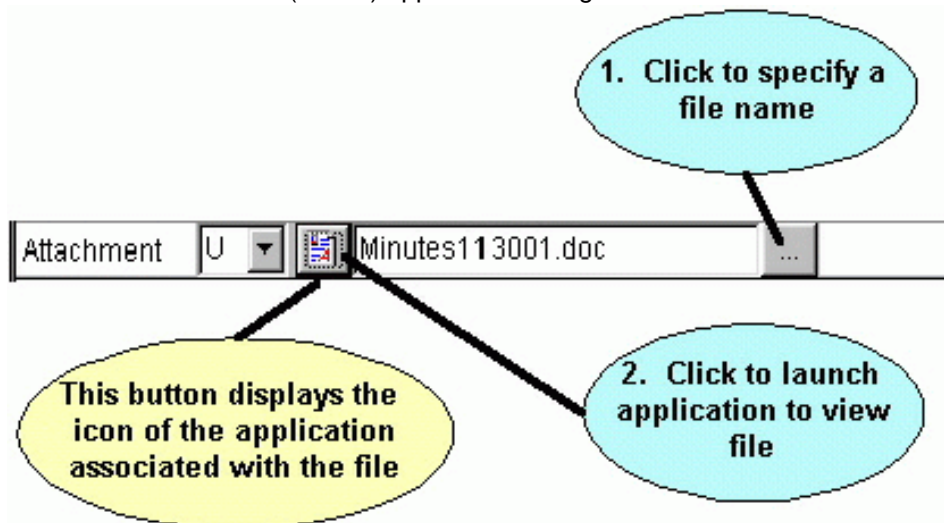 1. Click to specify a
file name
Attachment U Minutes113001.doc ...
This button displays the
icon of the application
associated with the file
2. Click to launch
application to view
file